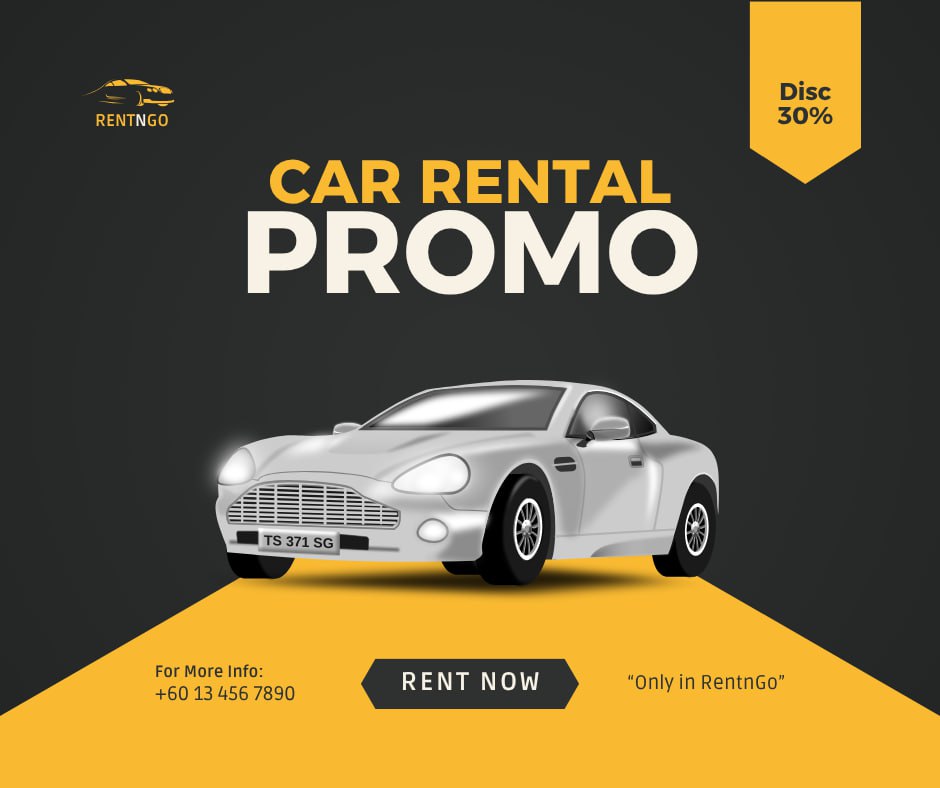 RENTNGO
Disc
30%
CAR RENTAL
PROMO
TS 371 SG
For More Info:
+60 13 456 7890
RENT NOW
“Only in RentnGo”